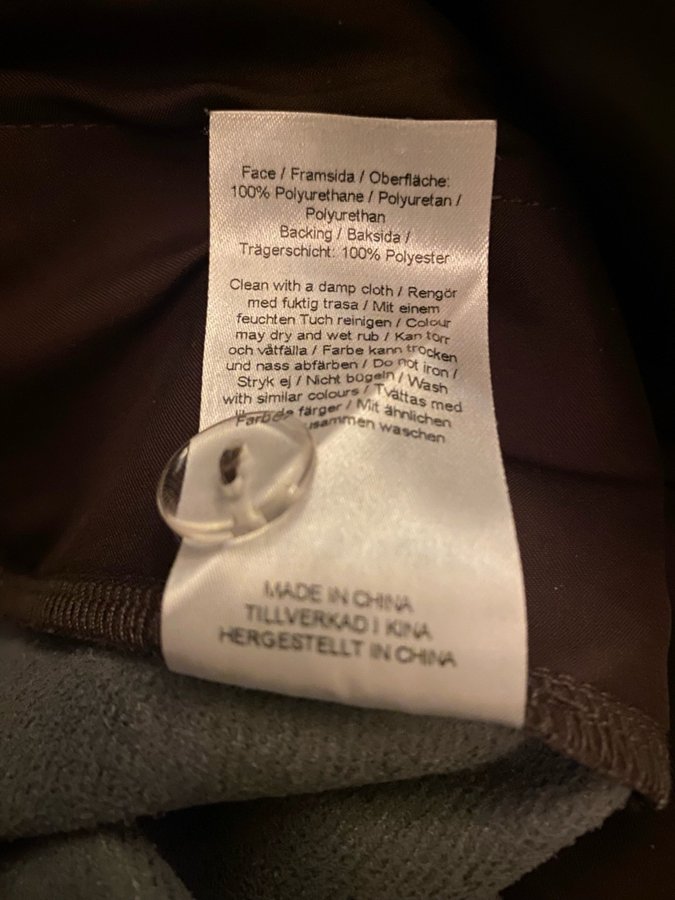 Face / Framsida / Oberfläche:
100% Polyurethane / Polyuretan /
Polyurethan
Backing / Baksida /
Trägerschicht: 100% Polyester
Clean with a damp cloth / Rengör
med fuktig trasa / Mit einem
feuchten Tuch reinigen / Colour
may dry and wet rub / Kan torr
och våtfälla / Farbe kann trocken
und nass abfärben / Do not iron /
Stryk ej / Nicht bügeln / Wash
with similar colours / Tvättas med
färger / Mit ähnlichen
waschen
MADE IN CHINA
TILLVERKAD I KINA
HERGESTELLT IN CHINA